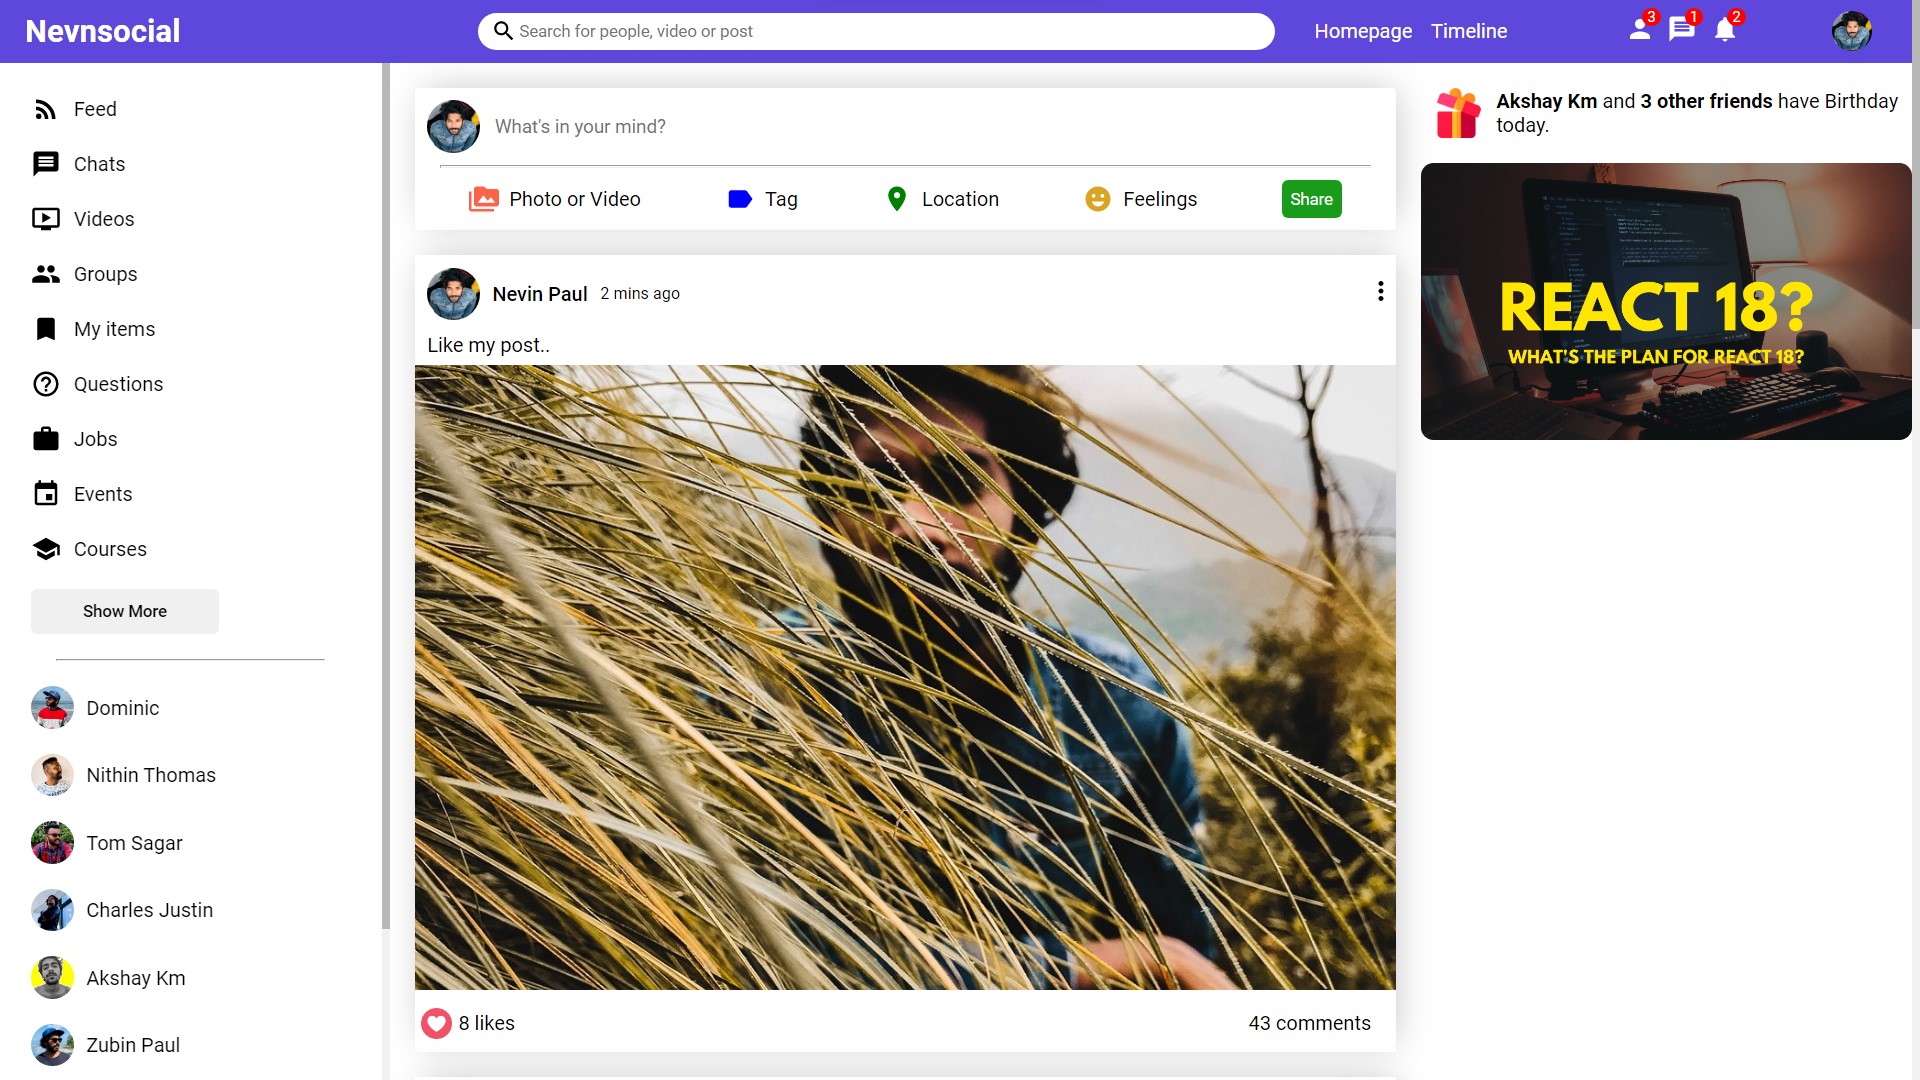 Nevnsocial
Search for people, video or post
Homepage Timeline
3 1 2
Feed
Chats
Videos
Groups
My items
Questions
Jobs
Events
Courses
Show More
Dominic
Nithin Thomas
Tom Sagar
Charles Justin
Akshay Km
Zubin Paul
What's in your mind?
Photo or Video Tag Location Feelings Share
Nevin Paul 2 mins ago
Like my post..
8 likes 43 comments
Akshay Km and 3 other friends have Birthday
today.
REACT 18?
WHAT'S THE PLAN FOR REACT 18?